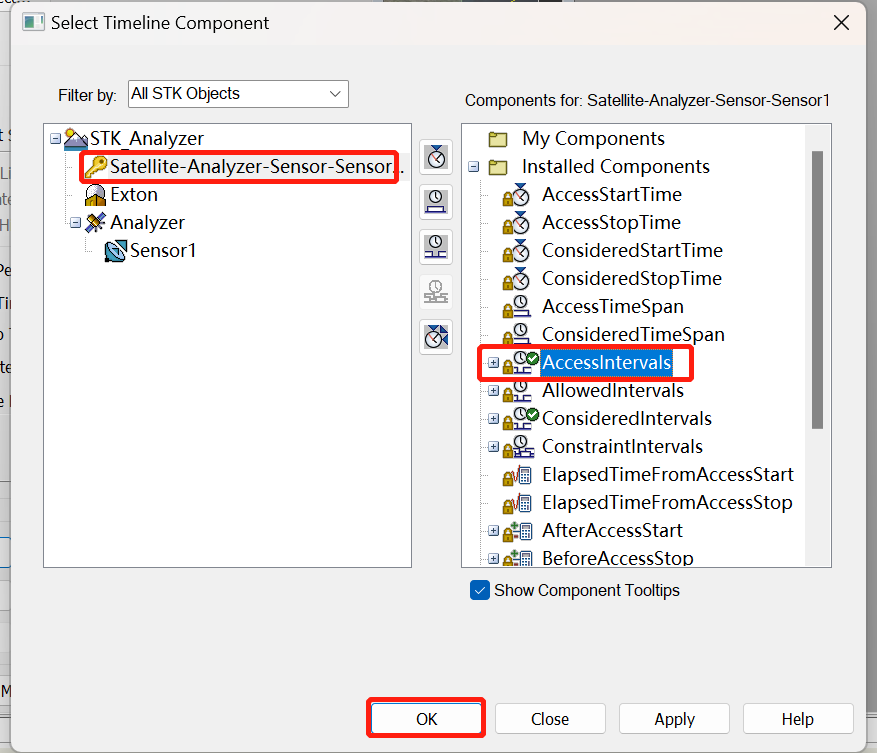 Select Timeline Component
Filter by:
All STK Objects
Components for: Satellite-Analyzer-Sensor-Sensor1
STK_Analyzer
Satellite-Analyzer-Sensor-Sensor...
Exton
Analyzer
Sensor1
My Components
Installed Components
AccessStartTime
AccessStopTime
ConsideredStartTime
ConsideredStopTime
AccessTimeSpan
ConsideredTimeSpan
AccessIntervals
AllowedIntervals
ConsideredIntervals
ConstraintIntervals
ElapsedTimeFromAccessStart
ElapsedTimeFromAccessStop
AfterAccessStart
BeforeAccessStop
Show Component Tooltips
OK
Close
Apply
Help